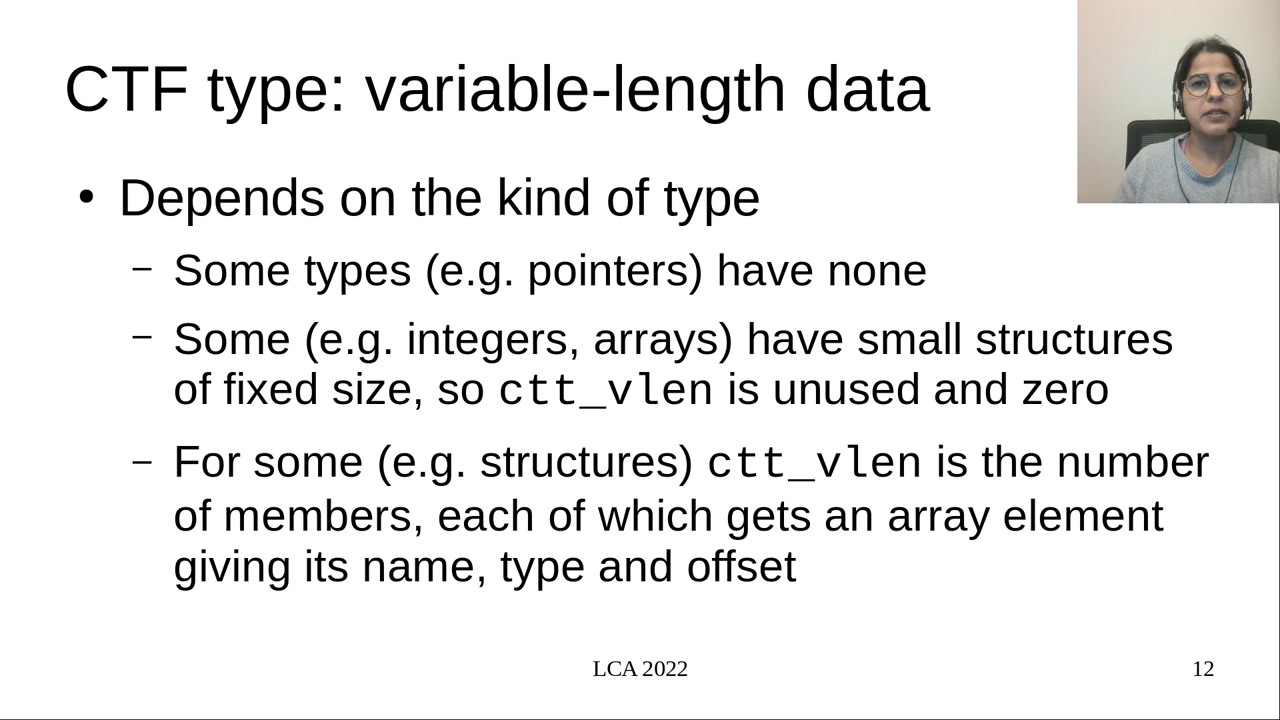 CTF type: variable-length data
• Depends on the kind of type
– Some types (e.g. pointers) have none
– Some (e.g. integers, arrays) have small structures
of fixed size, so ctt_vlen is unused and zero
– For some (e.g. structures) ctt_vlen is the number
of members, each of which gets an array element
giving its name, type and offset
LCA 2022
12